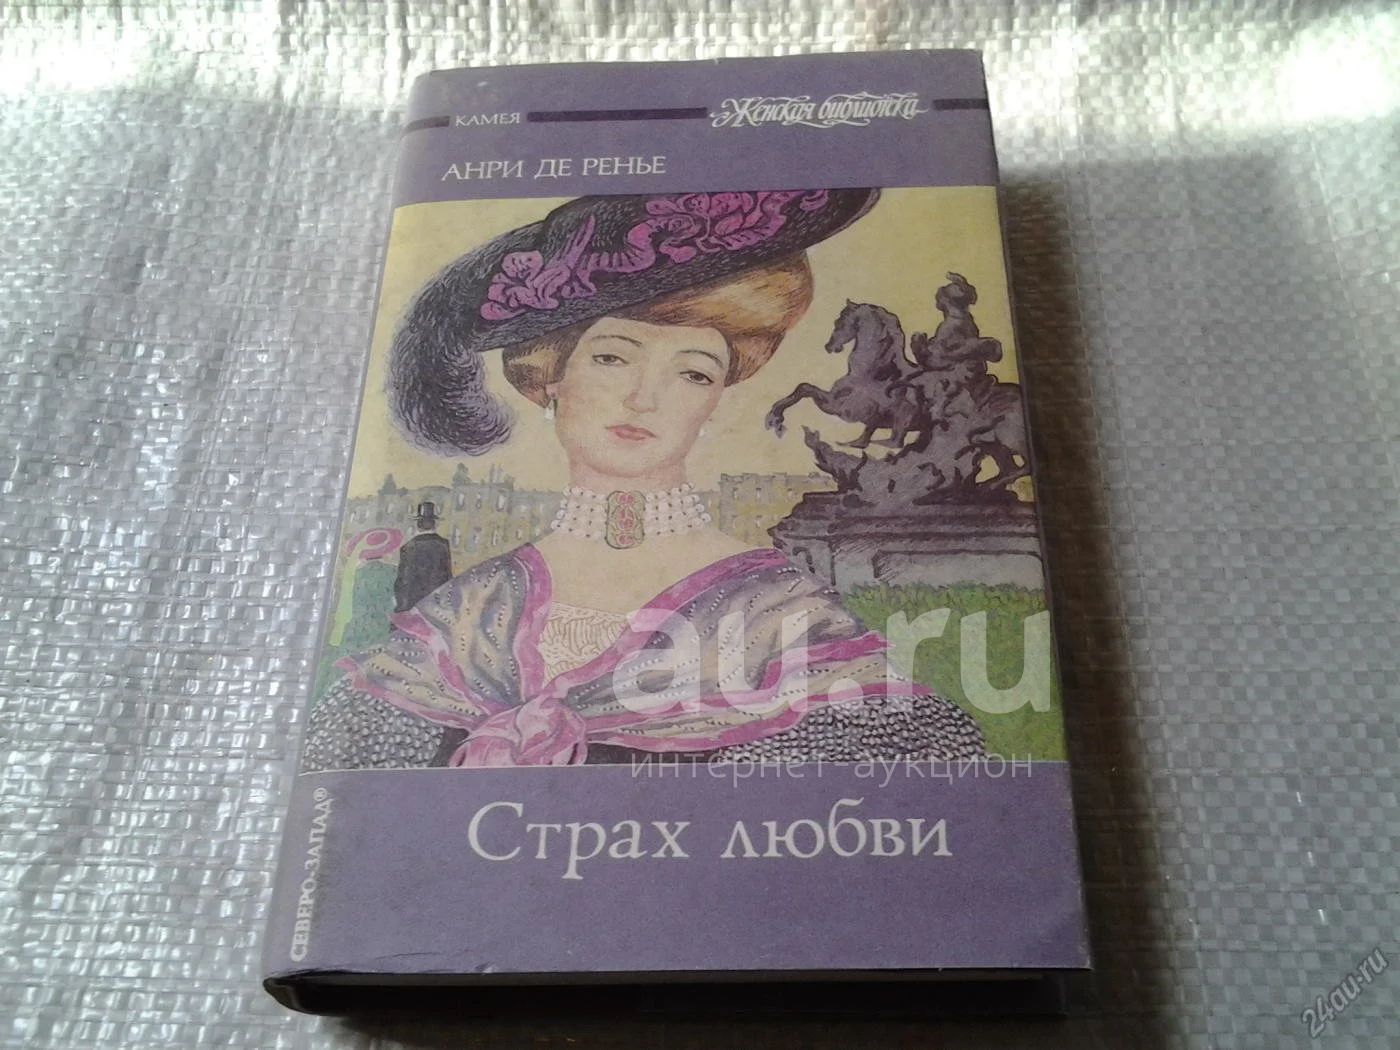 КАМЕЯ
Женская библиотека
АНРИ ДЕ РЕНЬЕ
au.ru
интернет аукцион
Страх любви
СЕВЕРО-ЗАПАД®
24au.ru